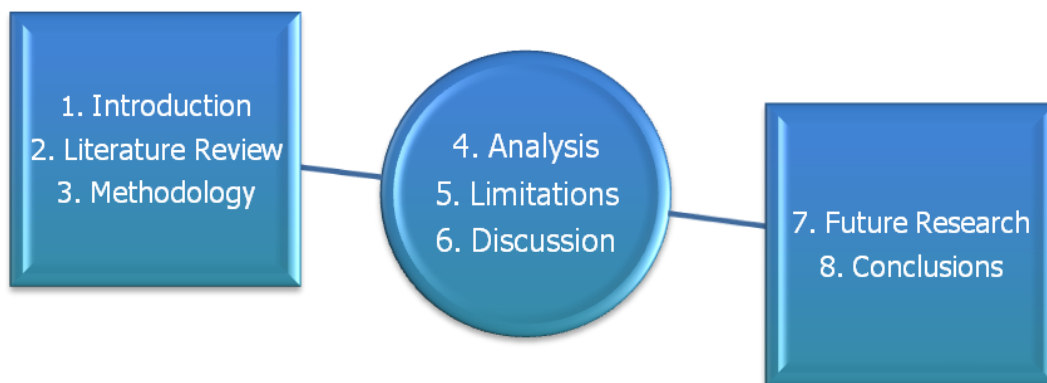 1. Introduction
2. Literature Review
3. Methodology
4. Analysis
5. Limitations
6. Discussion
7. Future Research
8. Conclusions